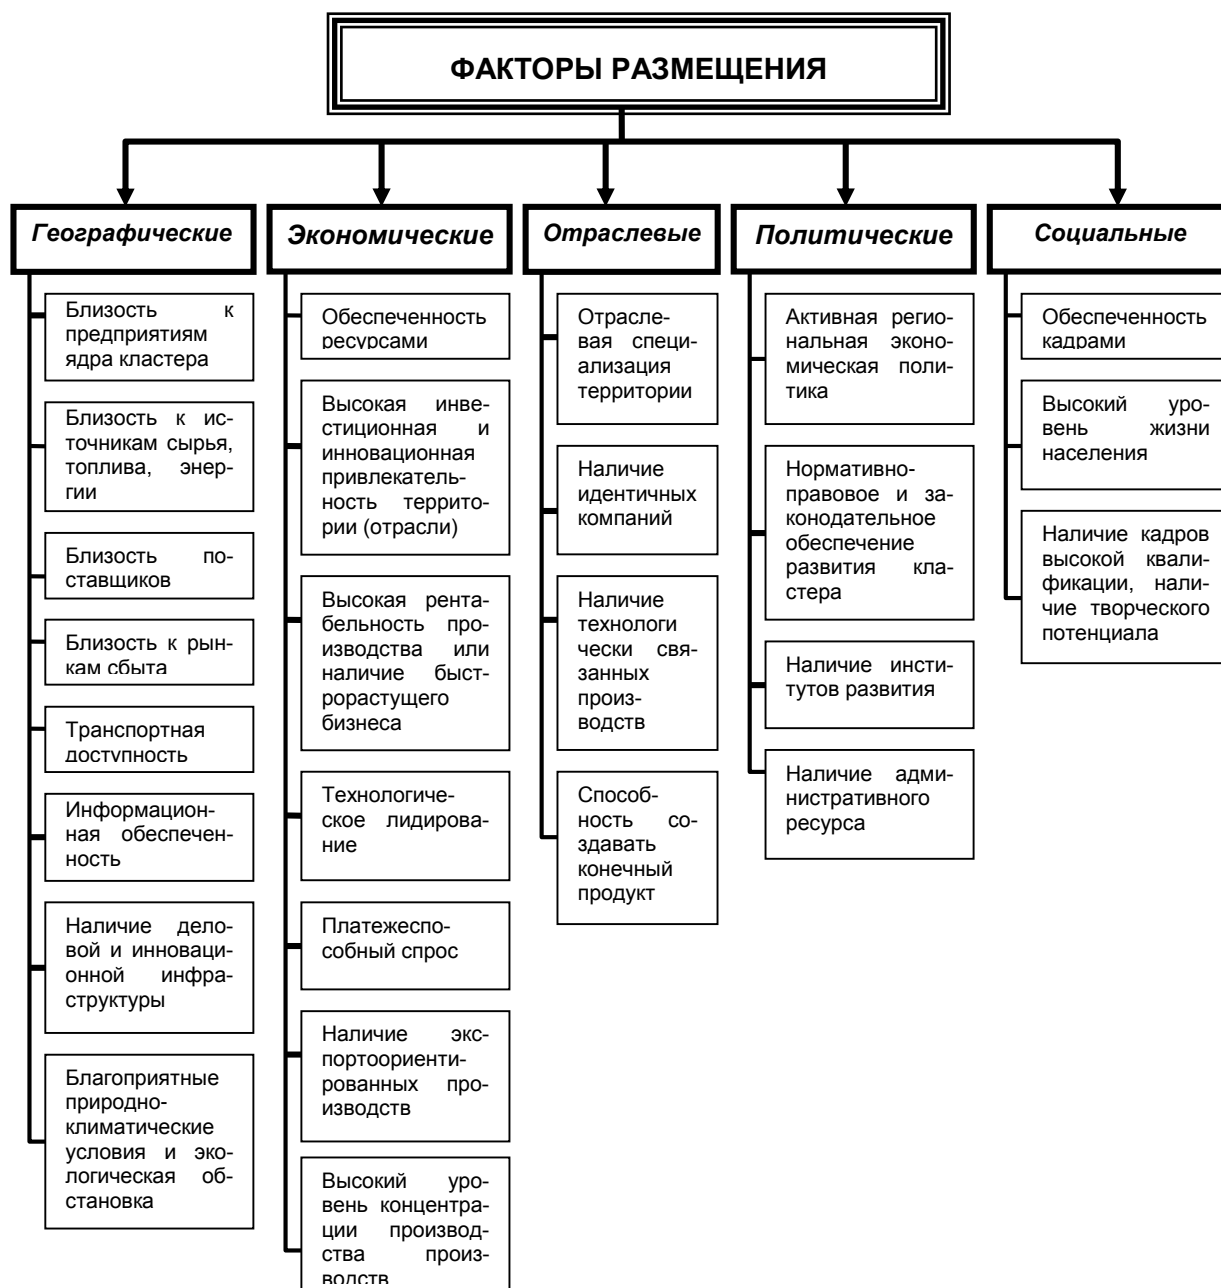 ФАКТОРЫ РАЗМЕЩЕНИЯ
Географические
Близость к
предприятиям
ядра кластера
Близость к ис-
точникам сырья,
топлива, энер-
гии
Близость по-
ставщиков
Близость к рын-
кам сбыта
Транспортная
доступность
Информацион-
ная обеспечен-
ность
Наличие дело-
вой и инноваци-
онной инфра-
структуры
Благоприятные
природно-
климатические
условия и эко-
логическая об-
становка
Экономические
Обеспеченность
ресурсами
Высокая инве-
стиционная и
инновационная
привлекатель-
ность террито-
рии (отрасли)
Высокая рента-
бельность про-
изводства или
наличие быст-
рорастущего
бизнеса
Технологиче-
ское лидирова-
ние
Платежеспо-
собный спрос
Наличие экс-
портоориенти-
рованных про-
изводств
Высокий уро-
вень концентра-
ции производ-
ства произ-
водств
Отраслевые
Отрасле-
вая специ-
ализация
территории
Наличие
идентичных
компаний
Наличие
технологи
чески свя-
занных
произ-
водств
Способ-
ность со-
здавать
конечный
продукт
Политические
Активная регио-
нальная эконо-
мическая поли-
тика
Нормативно-
правовое и за-
конодательное
обеспечение
развития кла-
стера
Наличие инсти-
тутов развития
Наличие адми-
нистративного
ресурса
Социальные
Обеспеченность
кадрами
Высокий уро-
вень жизни
населения
Наличие кадров
высокой квали-
фикации, нали-
чие творческого
потенциала